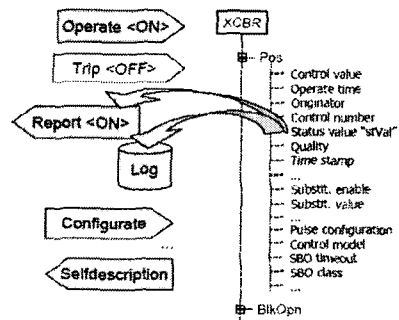 Operate <ON>
Trip <OFF>
Report <ON>
Log
Configurate
...
Selfdescription
XCBR
Pos
Control value
Operate time
Originator
Control number
Status value "stVal"
Quality
Time stamp
...
Substit. enable
Substit. value
...
Pulse configuration
Control model
SBO timeout
SBO class
...
BlkOpn